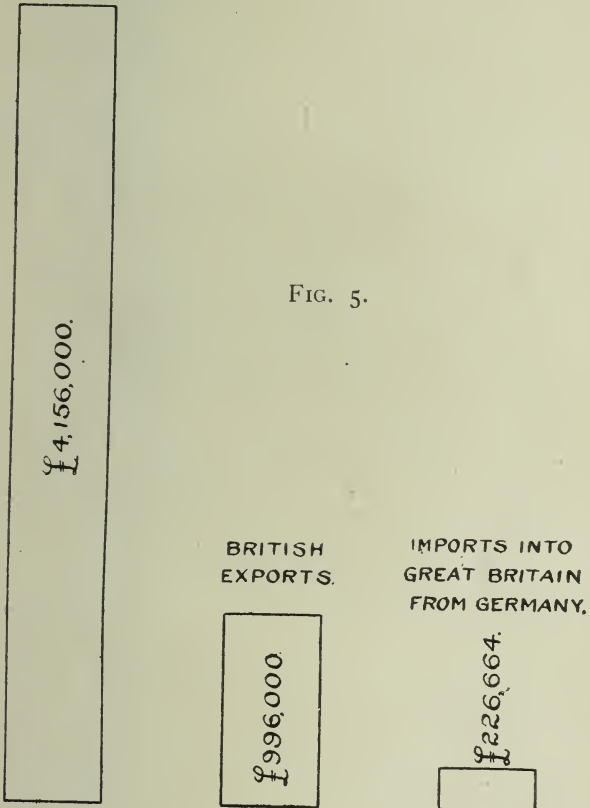 £4,156,000.
FIG. 5.
BRITISH
EXPORTS.
£996,000
IMPORTS INTO
GREAT BRITAIN
FROM GERMANY.
£226,664.